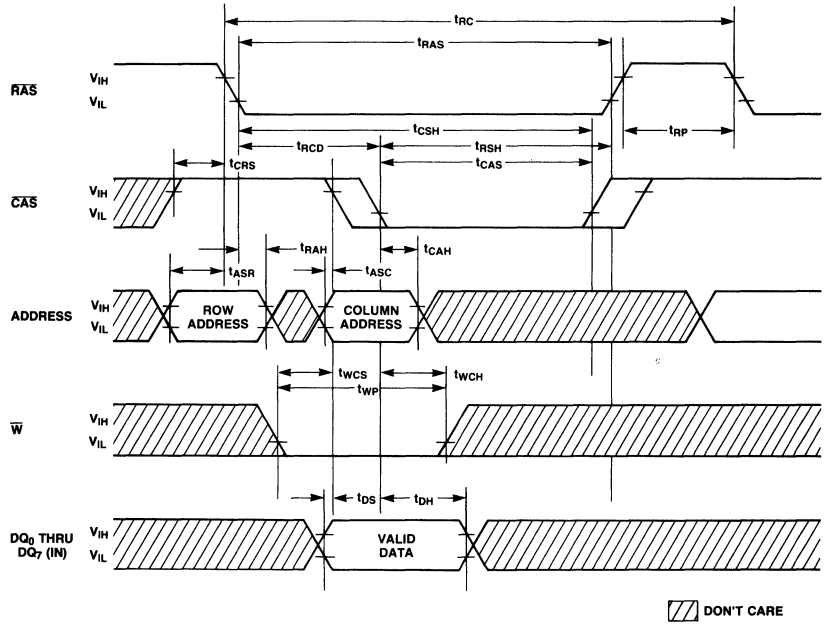 tRC
tRAS
RAS
VIH
VIL
tCSH
tRP
tRCD
tRSH
tCRS
tCAS
CAS
VIH
VIL
tRAH
tCAH
tASR
tASC
ADDRESS
VIH
VIL
ROW
ADDRESS
COLUMN
ADDRESS
tWCS
tWCH
tWP
W
VIH
VIL
tDS
tDH
DQ0 THRU
DQ7 (IN)
VIH
VIL
VALID
DATA
DON'T CARE